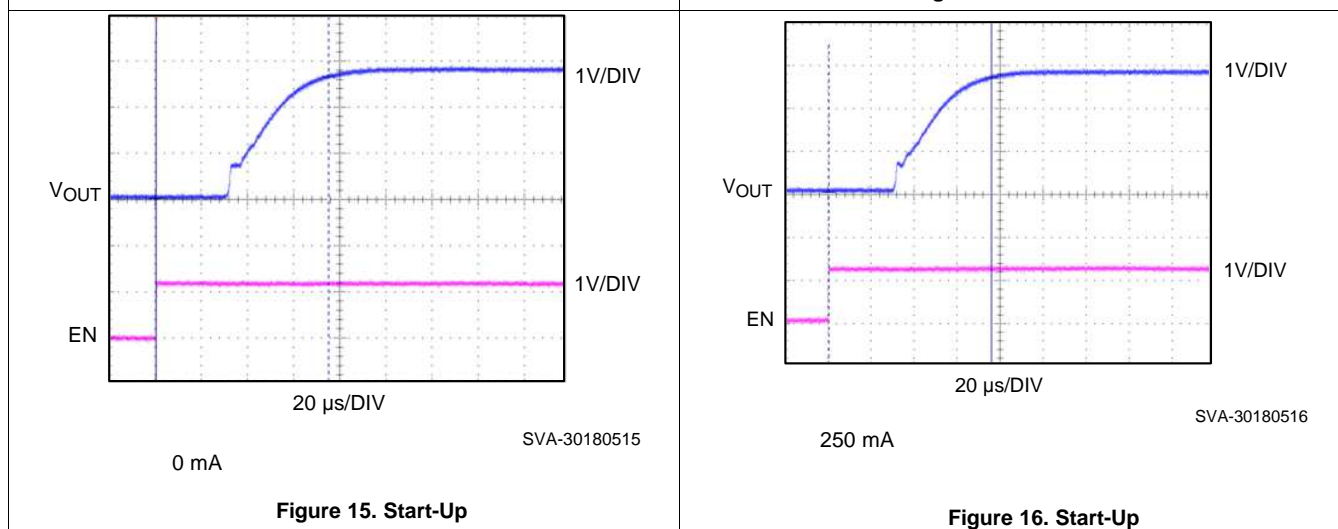 1V/DIV
VOUT
1V/DIV
EN
20 µs/DIV
SVA-30180515
0 mA
Figure 15. Start-Up
1V/DIV
VOUT
1V/DIV
EN
20 µs/DIV
SVA-30180516
250 mA
Figure 16. Start-Up